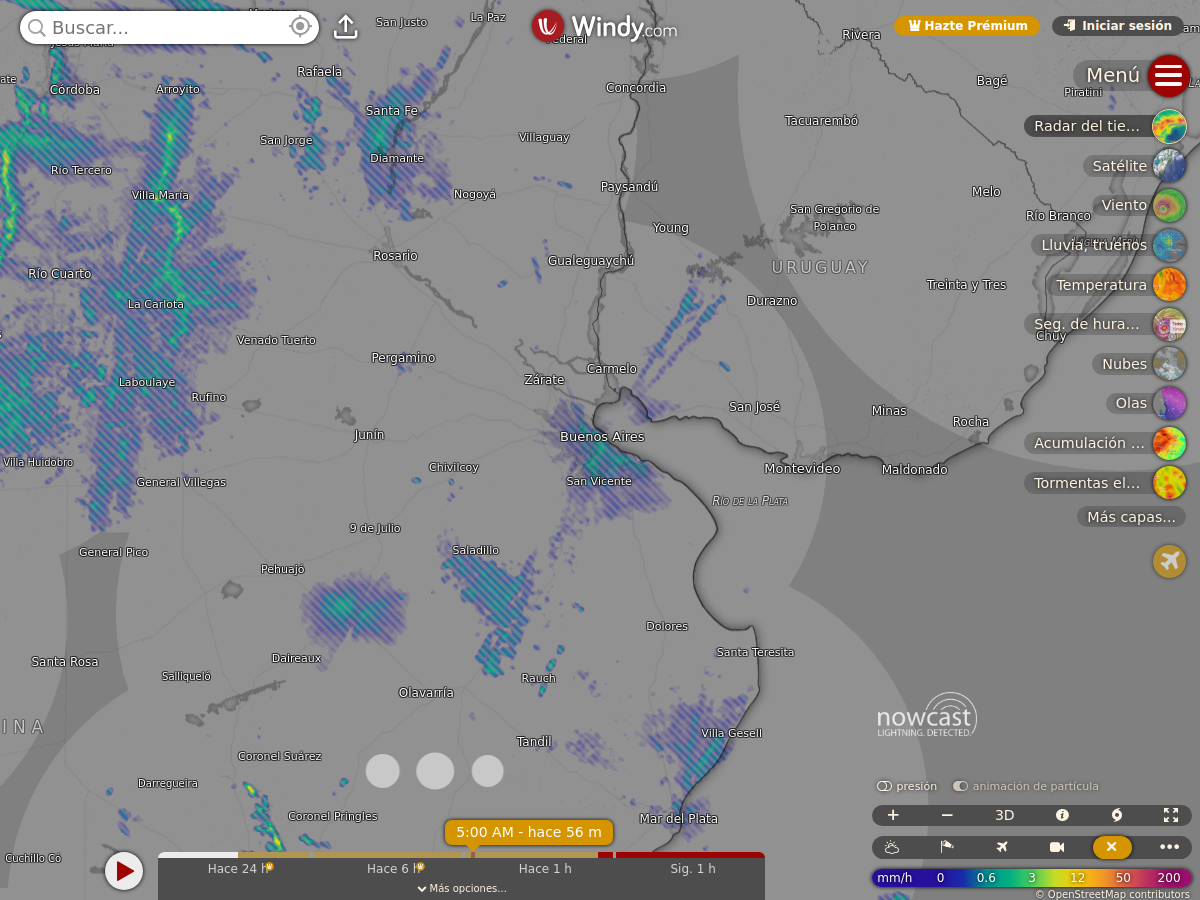 Buscar...
Windy.com
Hazte Prémium
Iniciar sesión
Menú
Radar del tie...
Satélite
Viento
Lluvia, truenos
Temperatura
Seg. de hura...
Nubes
Olas
Acumulación ...
Tormentas el...
Más capas...
San Justo
La Paz
Federal
Rivera
Rafaela
Córdoba
Arroyito
Concordia
Bagé
Piratini
Santa Fe
Tacuarembó
San Jorge
Villaguay
Diamante
Río Tercero
Villa María
Nogoyá
Paysandú
Melo
San Gregorio de
Polanco
Río Branco
Young
Rosario
Gualeguaychú
URUGUAY
Río Cuarto
Treinta y Tres
La Carlota
Durazno
Venado Tuerto
Chuy
Pergamino
Carmelo
Laboulaye
Zárate
Rufino
San José
Minas
Rocha
Junín
Buenos Aires
Villa Huidobro
Chivilcoy
Montevideo
Maldonado
General Villegas
San Vicente
Río de la Plata
9 de Julio
General Pico
Saladillo
Pehuajó
Dolores
Santa Rosa
Daireaux
Santa Teresita
Salliqueló
Rauch
Olavarría
INA
Villa Gesell
Tandil
Coronel Suárez
Darregueira
Coronel Pringles
Mar del Plata
Cuchillo Có
nowcast
LIGHTNING. DETECTED.
presión
animación de partícula
+ − 3D
5:00 AM - hace 56 m
Hace 24 h
Hace 6 h
Hace 1 h
Sig. 1 h
Más opciones...
mm/h 0 0.6 3 12 50 200
© OpenStreetMap contributors